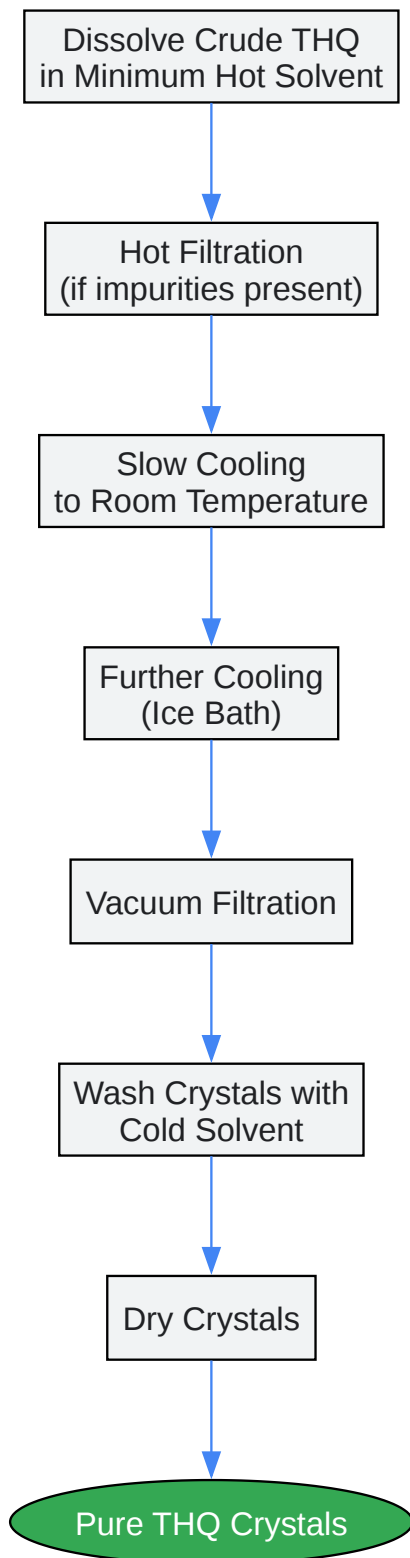 Dissolve Crude THQ
in Minimum Hot Solvent
Hot Filtration
(if impurities present)
Slow Cooling
to Room Temperature
Further Cooling
(Ice Bath)
Vacuum Filtration
Wash Crystals with
Cold Solvent
Dry Crystals
Pure THQ Crystals